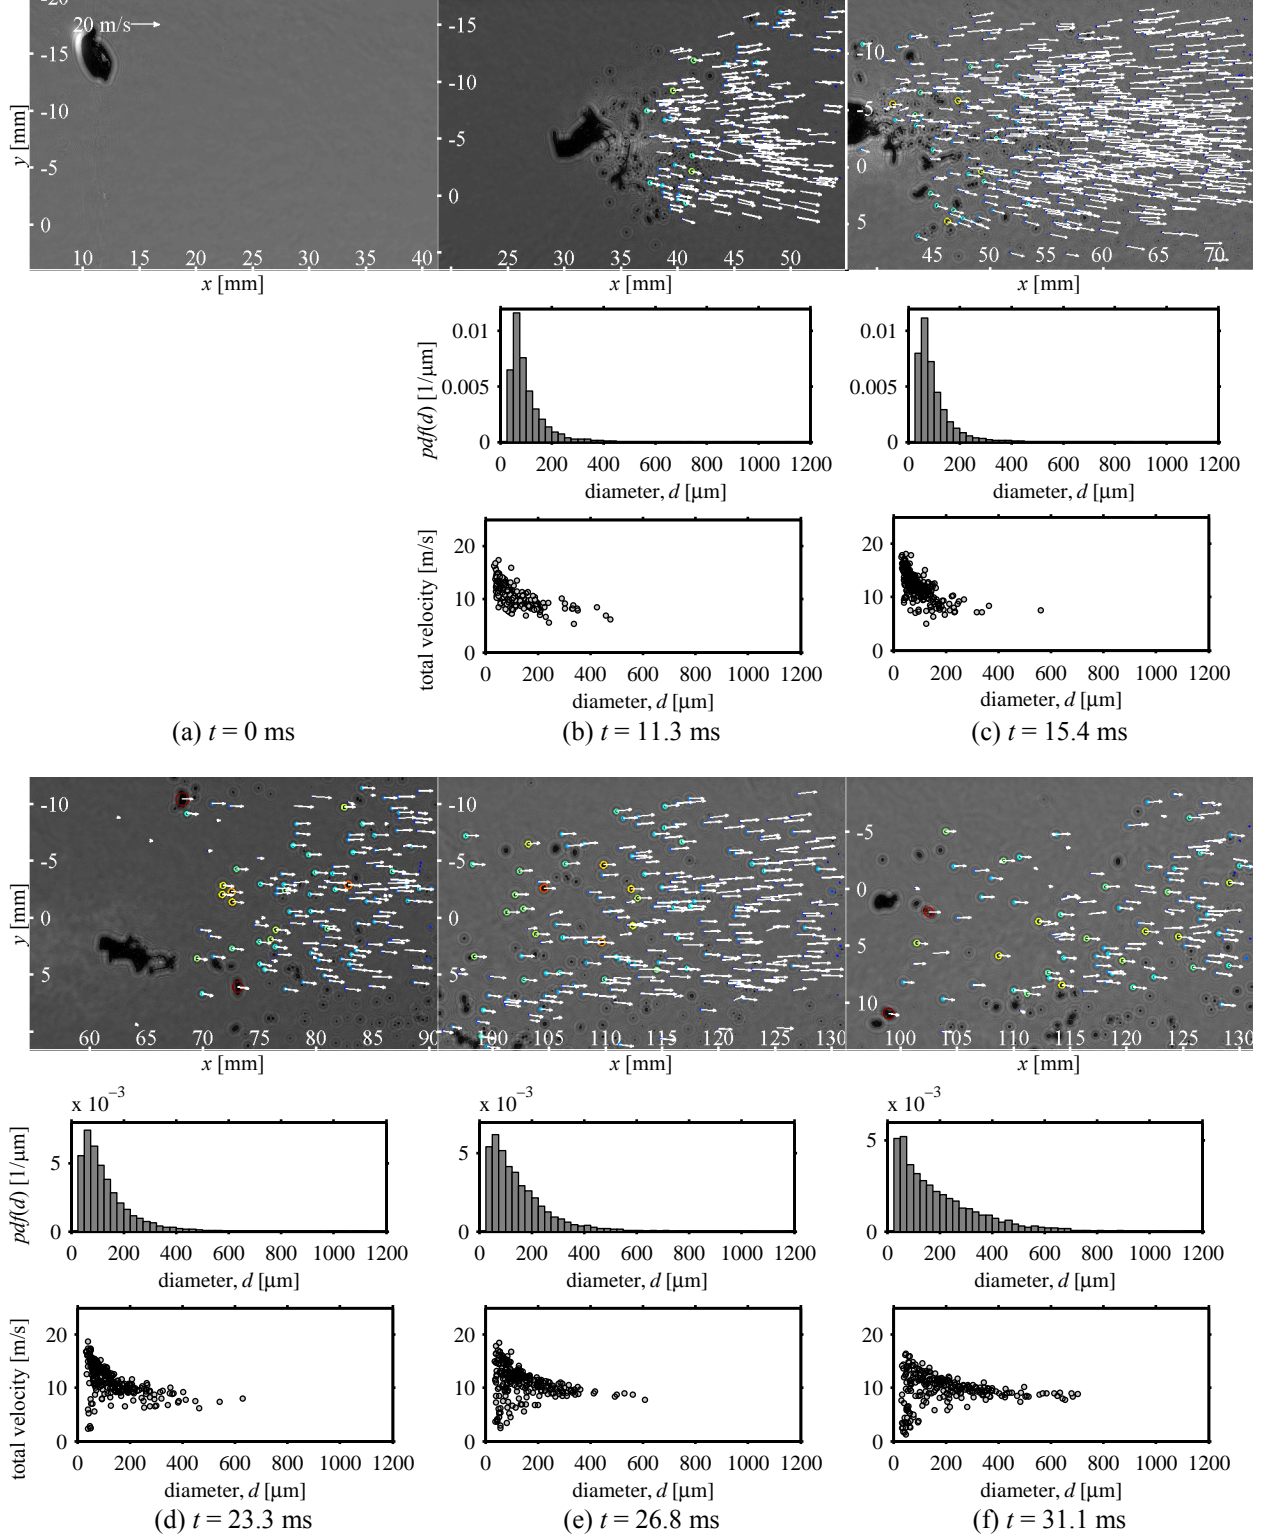 -20
20 m/s
-15
-10
-5
0
y [mm]
10 15 20 25 30 35 40
x [mm]
-15
-10
-5
0
25 30 35 40 45 50
x [mm]
-10
-5
0
5
45 50 55 60 65 70
x [mm]
0.01
0.005
0
pdf(d) [1/µm]
0 200 400 600 800 1000 1200
diameter, d [µm]
0.01
0.005
0
0 200 400 600 800 1000 1200
diameter, d [µm]
20
10
0
total velocity [m/s]
0 200 400 600 800 1000 1200
diameter, d [µm]
20
10
0
0 200 400 600 800 1000 1200
diameter, d [µm]
(a) t = 0 ms
(b) t = 11.3 ms
(c) t = 15.4 ms
-10
-5
0
5
y [mm]
60 65 70 75 80 85 90
x [mm]
-10
-5
0
5
100 105 110 115 120 125 130
x [mm]
-5
0
5
10
100 105 110 115 120 125 130
x [mm]
x 10−3
5
0
pdf(d) [1/µm]
0 200 400 600 800 1000 1200
diameter, d [µm]
x 10−3
5
0
0 200 400 600 800 1000 1200
diameter, d [µm]
x 10−3
5
0
0 200 400 600 800 1000 1200
diameter, d [µm]
20
10
0
total velocity [m/s]
0 200 400 600 800 1000 1200
diameter, d [µm]
20
10
0
0 200 400 600 800 1000 1200
diameter, d [µm]
20
10
0
0 200 400 600 800 1000 1200
diameter, d [µm]
(d) t = 23.3 ms
(e) t = 26.8 ms
(f) t = 31.1 ms